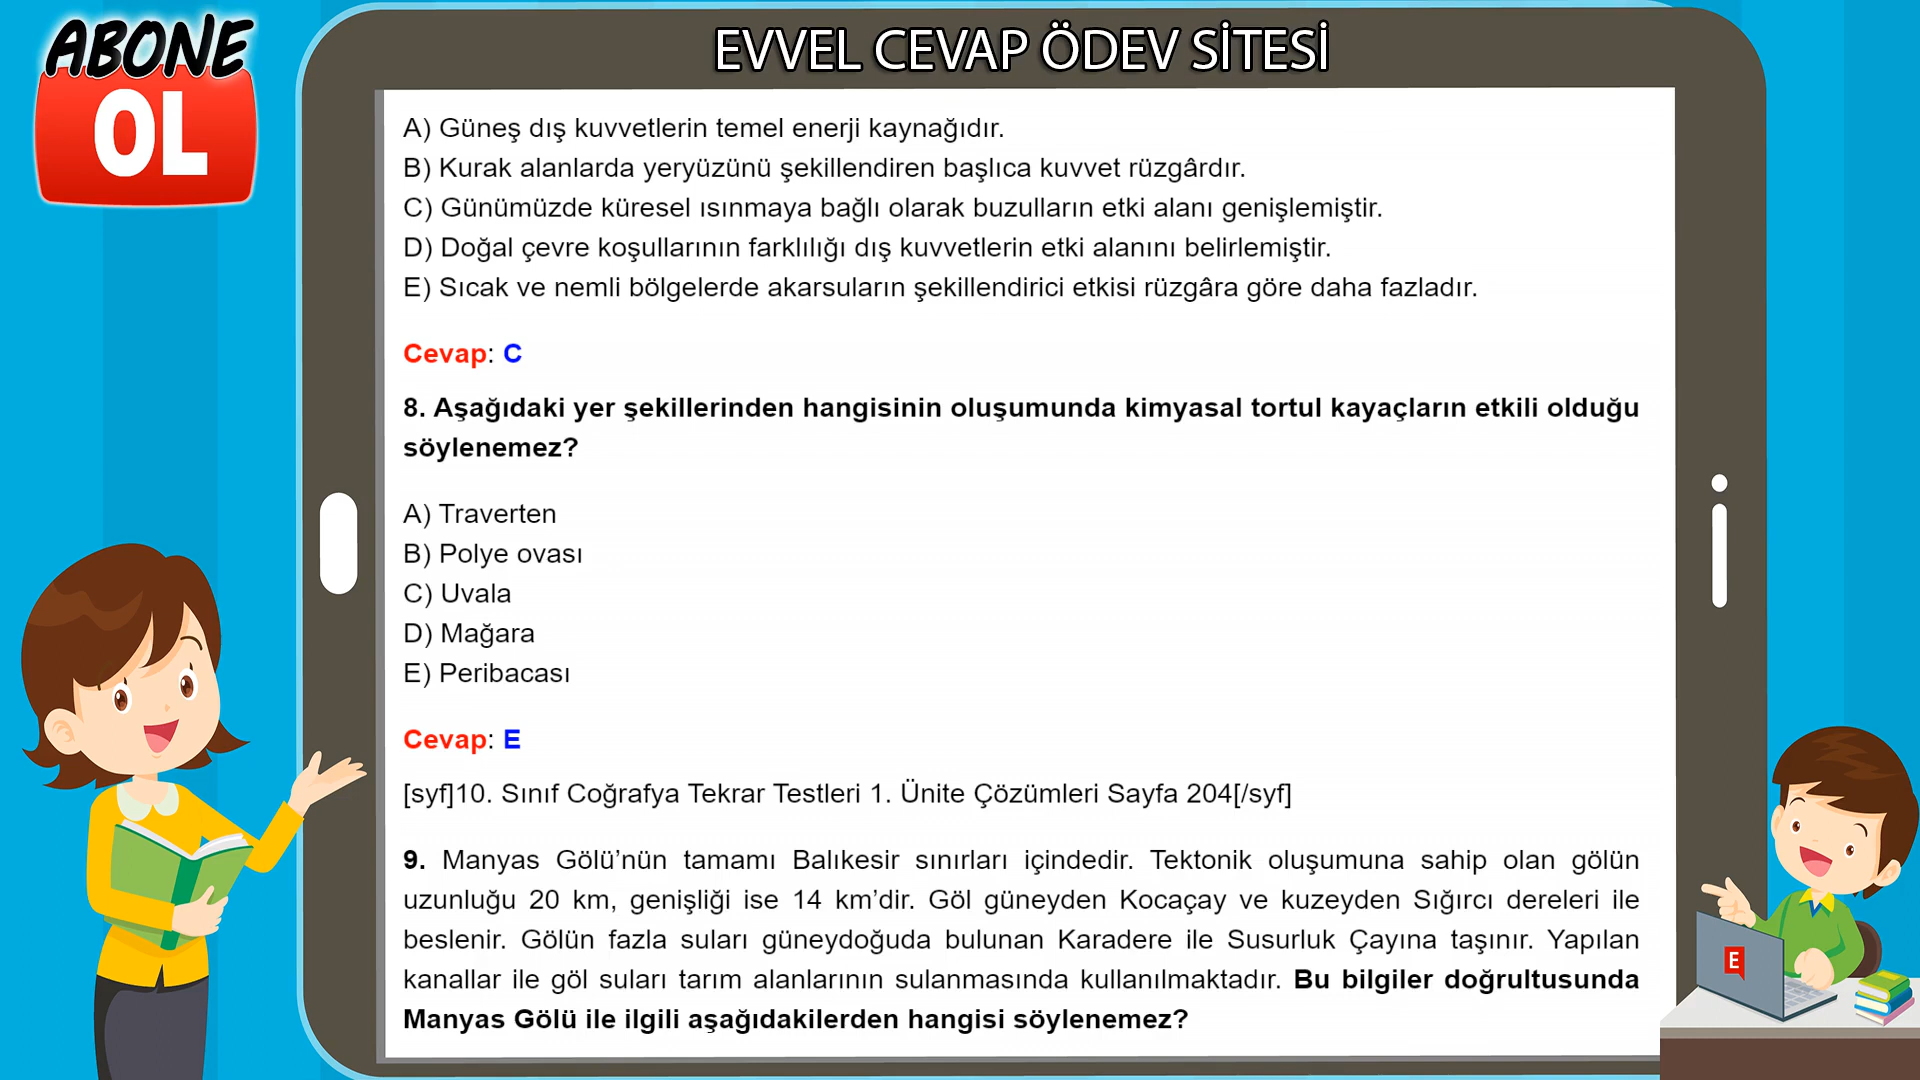 ABONE
OL
EVVEL CEVAP ÖDEV SİTESİ
A) Güneş dış kuvvetlerin temel enerji kaynağıdır.
B) Kurak alanlarda yeryüzünü şekillendiren başlıca kuvvet rüzgârdır.
C) Günümüzde küresel ısınmaya bağlı olarak buzulların etki alanı genişlemiştir.
D) Doğal çevre koşullarının farklılığı dış kuvvetlerin etki alanını belirlemiştir.
E) Sıcak ve nemli bölgelerde akarsuların şekillendirici etkisi rüzgâra göre daha fazladır.
Cevap: C
8. Aşağıdaki yer şekillerinden hangisinin oluşumunda kimyasal tortul kayaçların etkili olduğu
söylenemez?
A) Traverten
B) Polye ovası
C) Uvala
D) Mağara
E) Peribacası
Cevap: E
[syf]10. Sınıf Coğrafya Tekrar Testleri 1. Ünite Çözümleri Sayfa 204[/syf]
9. Manyas Gölü’nün tamamı Balıkesir sınırları içindedir. Tektonik oluşumuna sahip olan gölün
uzunluğu 20 km, genişliği ise 14 km’dir. Göl güneyden Kocaçay ve kuzeyden Sığırcı dereleri ile
beslenir. Gölün fazla suları güneydoğuda bulunan Karadere ile Susurluk Çayına taşınır. Yapılan
kanallar ile göl suları tarım alanlarının sulanmasında kullanılmaktadır. Bu bilgiler doğrultusunda
Manyas Gölü ile ilgili aşağıdakilerden hangisi söylenemez?
E